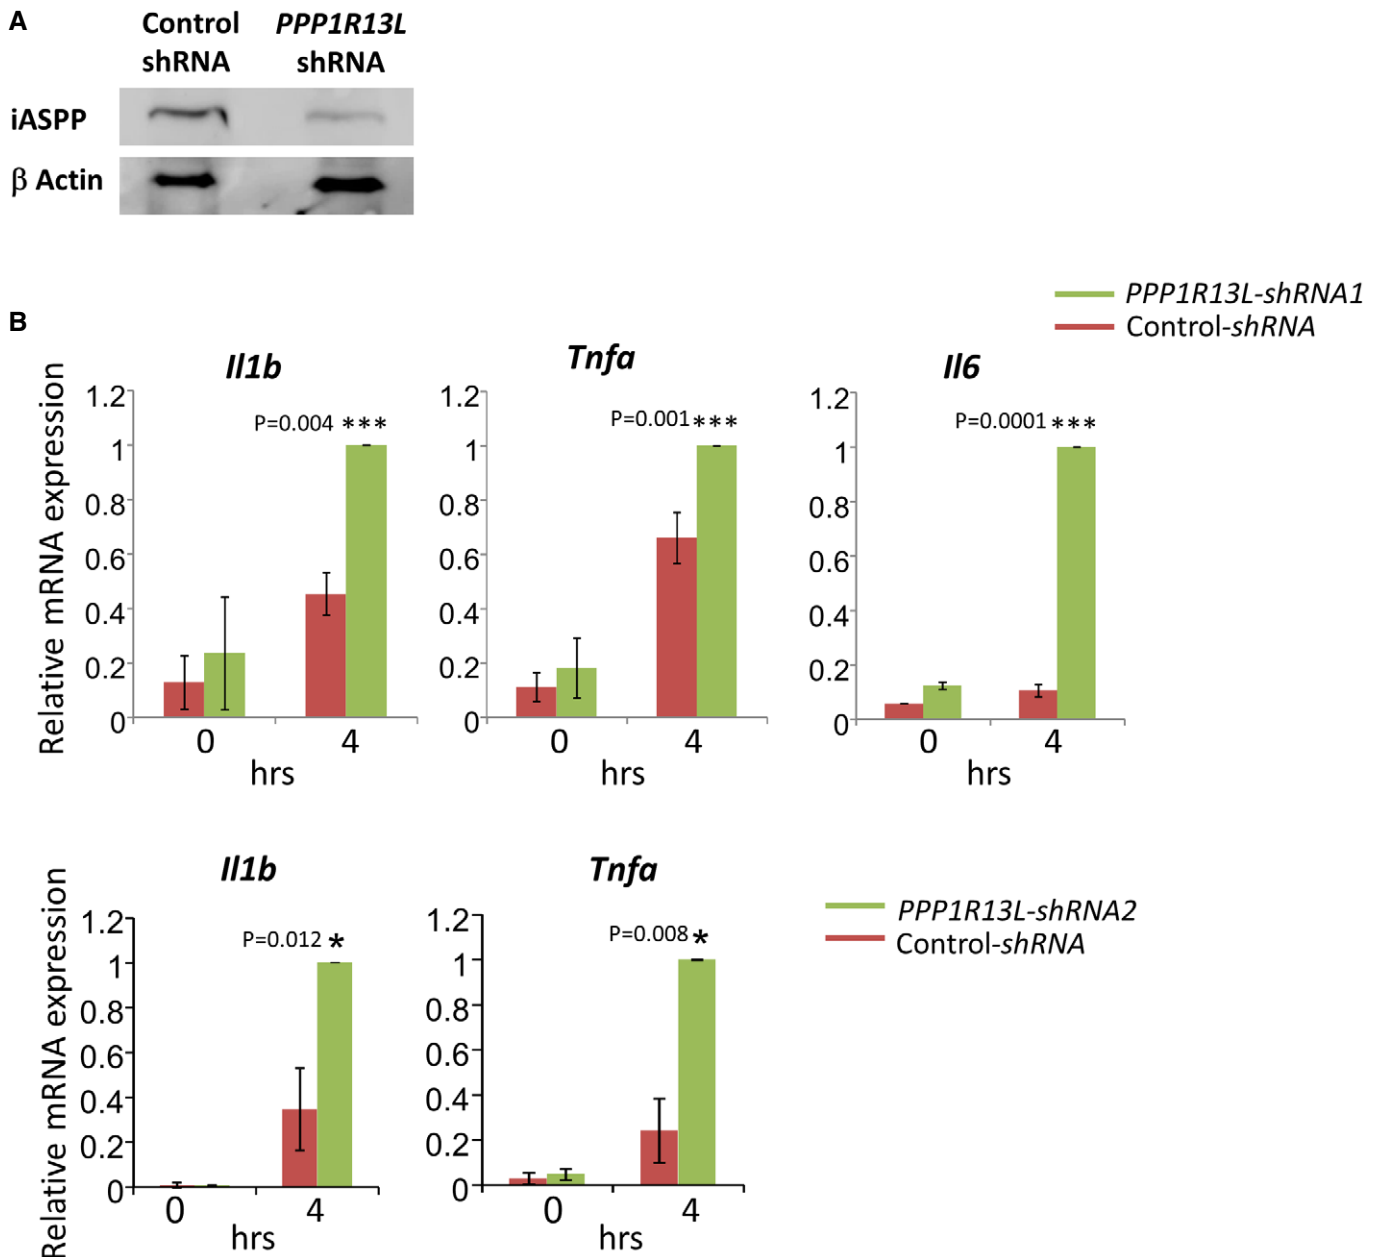 A
Control
shRNA
PPP1R13L
shRNA
iASPP
β Actin
B
PPP1R13L-shRNA1
Control-shRNA
Relative mRNA expression
Il1b
1.2
1
0.8
0.6
0.4
0.2
0
P=0.004 ***
0
4
hrs
Tnfa
1.2
1
0.8
0.6
0.4
0.2
0
P=0.001***
0
4
hrs
Il6
1.2
1
0.8
0.6
0.4
0.2
0
P=0.0001 ***
0
4
hrs
Relative mRNA expression
Il1b
1.2
1
0.8
0.6
0.4
0.2
0
P=0.012 *
0
4
hrs
Tnfa
1.2
1
0.8
0.6
0.4
0.2
0
P=0.008*
0
4
hrs
PPP1R13L-shRNA2
Control-shRNA